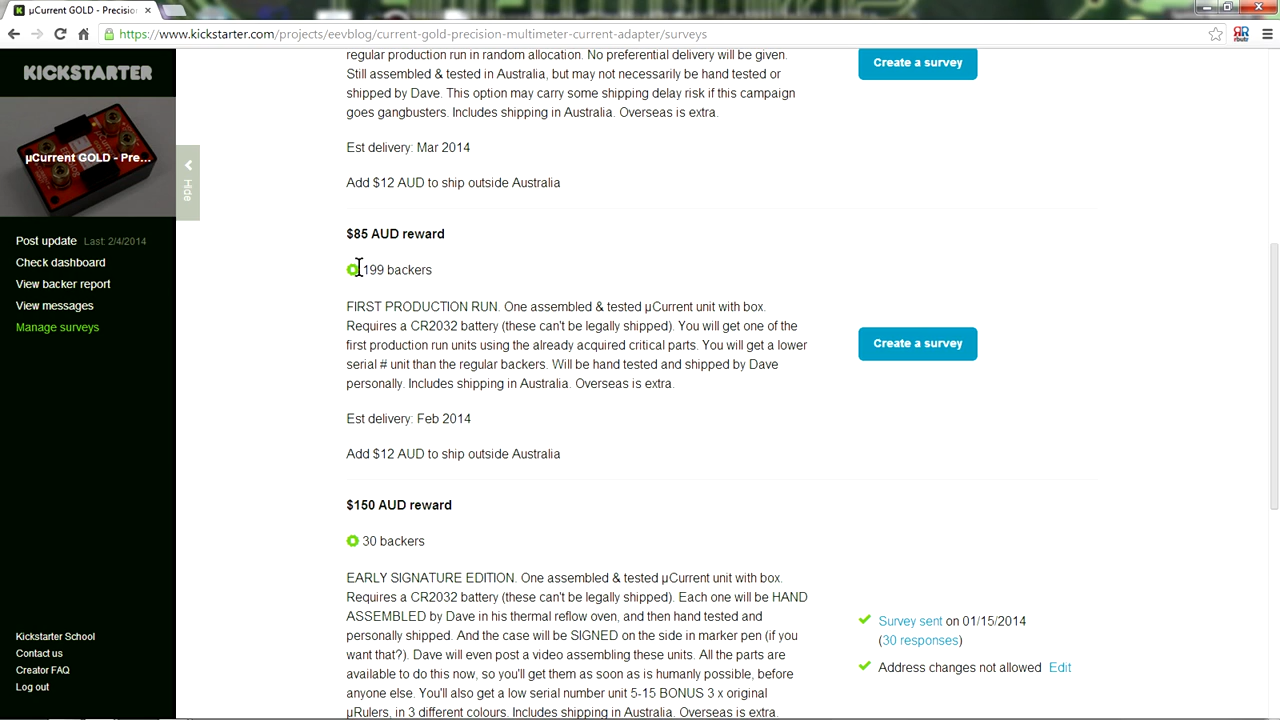 µCurrent GOLD - Precisio
https://www.kickstarter.com/projects/eevblog/current-gold-precision-multimeter-current-adapter/surveys
KICKSTARTER
µCurrent GOLD - Pre...
Hide
Post update Last: 2/4/2014
Check dashboard
View backer report
View messages
Manage surveys
Kickstarter School
Contact us
Creator FAQ
Log out
regular production run in random allocation. No preferential delivery will be given.
Still assembled & tested in Australia, but may not necessarily be hand tested or
shipped by Dave. This option may carry some shipping delay risk if this campaign
goes gangbusters. Includes shipping in Australia. Overseas is extra.
Create a survey
Est delivery: Mar 2014
Add $12 AUD to ship outside Australia
$85 AUD reward
199 backers
FIRST PRODUCTION RUN. One assembled & tested µCurrent unit with box.
Requires a CR2032 battery (these can't be legally shipped). You will get one of the
first production run units using the already acquired critical parts. You will get a lower
serial # unit than the regular backers. Will be hand tested and shipped by Dave
personally. Includes shipping in Australia. Overseas is extra.
Create a survey
Est delivery: Feb 2014
Add $12 AUD to ship outside Australia
$150 AUD reward
30 backers
EARLY SIGNATURE EDITION. One assembled & tested µCurrent unit with box.
Requires a CR2032 battery (these can't be legally shipped). Each one will be HAND
ASSEMBLED by Dave in his thermal reflow oven, and then hand tested and
personally shipped. And the case will be SIGNED on the side in marker pen (if you
want that?). Dave will even post a video assembling these units. All the parts are
available to do this now, so you'll get them as soon as is humanly possible, before
anyone else. You'll also get a low serial number unit 5-15 BONUS 3 x original
µRulers, in 3 different colours. Includes shipping in Australia. Overseas is extra.
Survey sent on 01/15/2014
(30 responses)
Address changes not allowed Edit